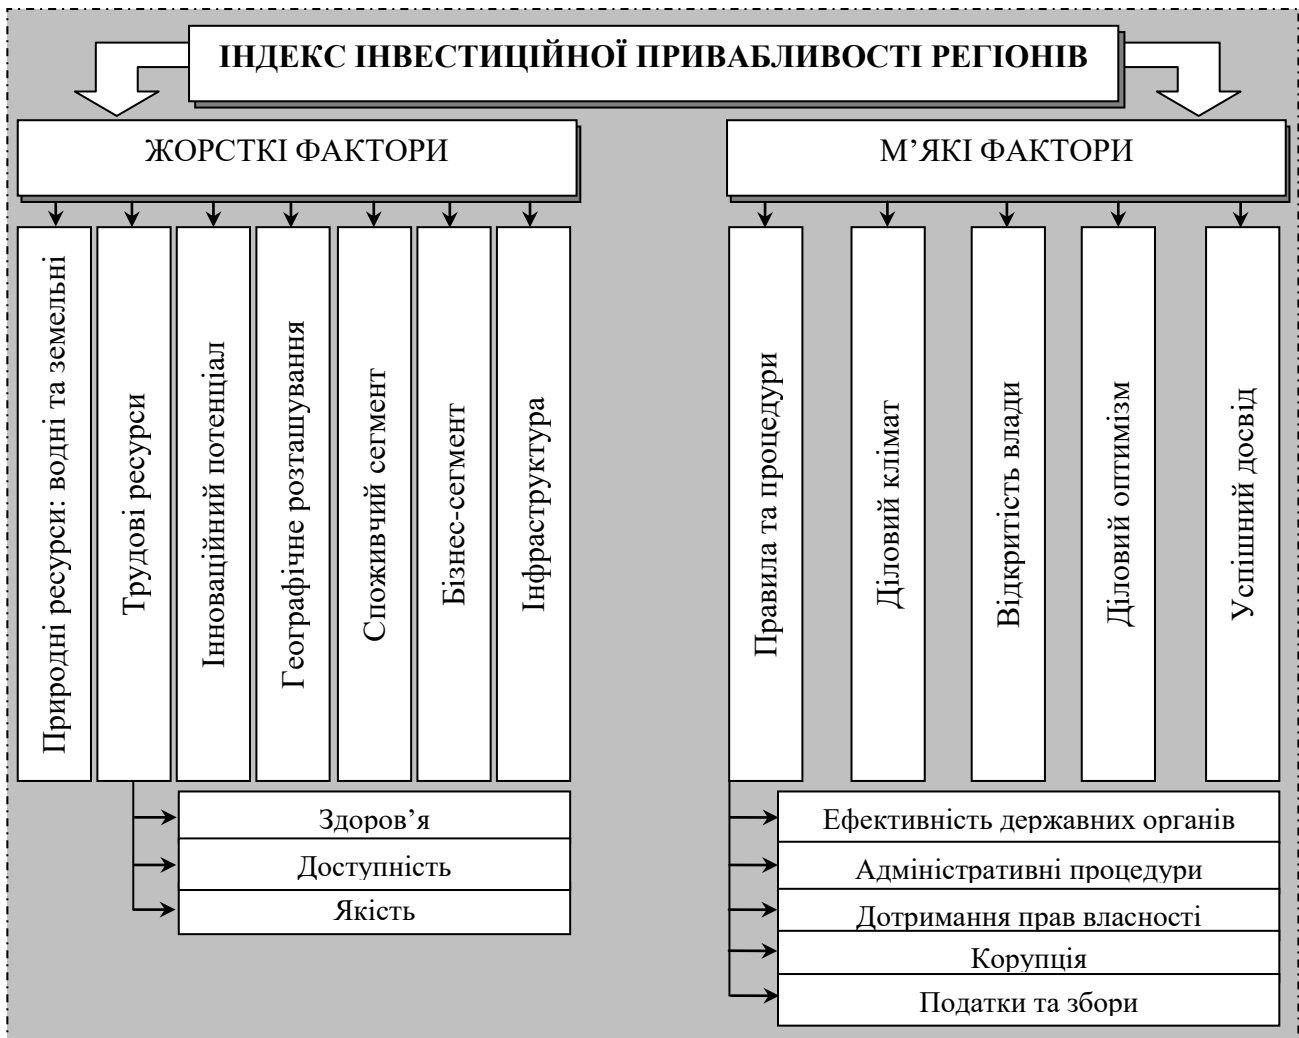 ІНДЕКС ІНВЕСТИЦІЙНОЇ ПРИВАБЛИВОСТІ РЕГІОНІВ
ЖОРСТКІ ФАКТОРИ
М’ЯКІ ФАКТОРИ
Природні ресурси: водні та земельні
Трудові ресурси
Інноваційний потенціал
Географічне розташування
Споживчий сегмент
Бізнес-сегмент
Інфраструктура
Правила та процедури
Діловий клімат
Відкритість влади
Діловий оптимізм
Успішний досвід
Здоров’я
Доступність
Якість
Ефективність державних органів
Адміністративні процедури
Дотримання прав власності
Корупція
Податки та збори